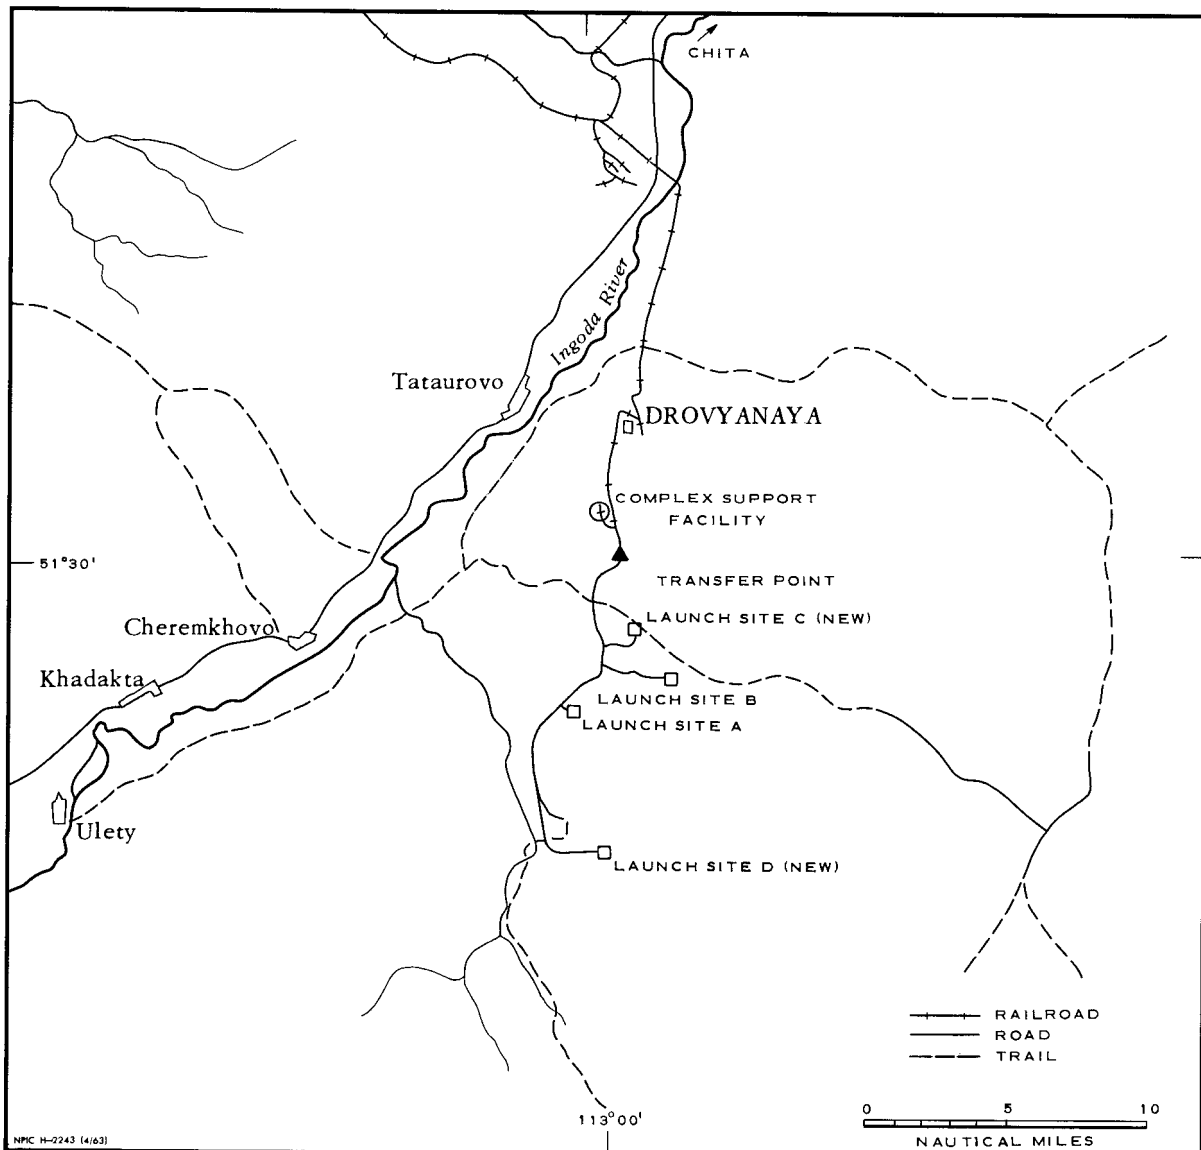 CHITA
Ingoda River
Tataurovo
DROVYANAYA
COMPLEX SUPPORT
FACILITY
51°30'
TRANSFER POINT
LAUNCH SITE C (NEW)
Cheremkhovo
Khadakta
LAUNCH SITE B
LAUNCH SITE A
Ulety
LAUNCH SITE D (NEW)
RAILROAD
ROAD
TRAIL
113°00'
0 5 10
NAUTICAL MILES
NPIC H-2243 (4/63)